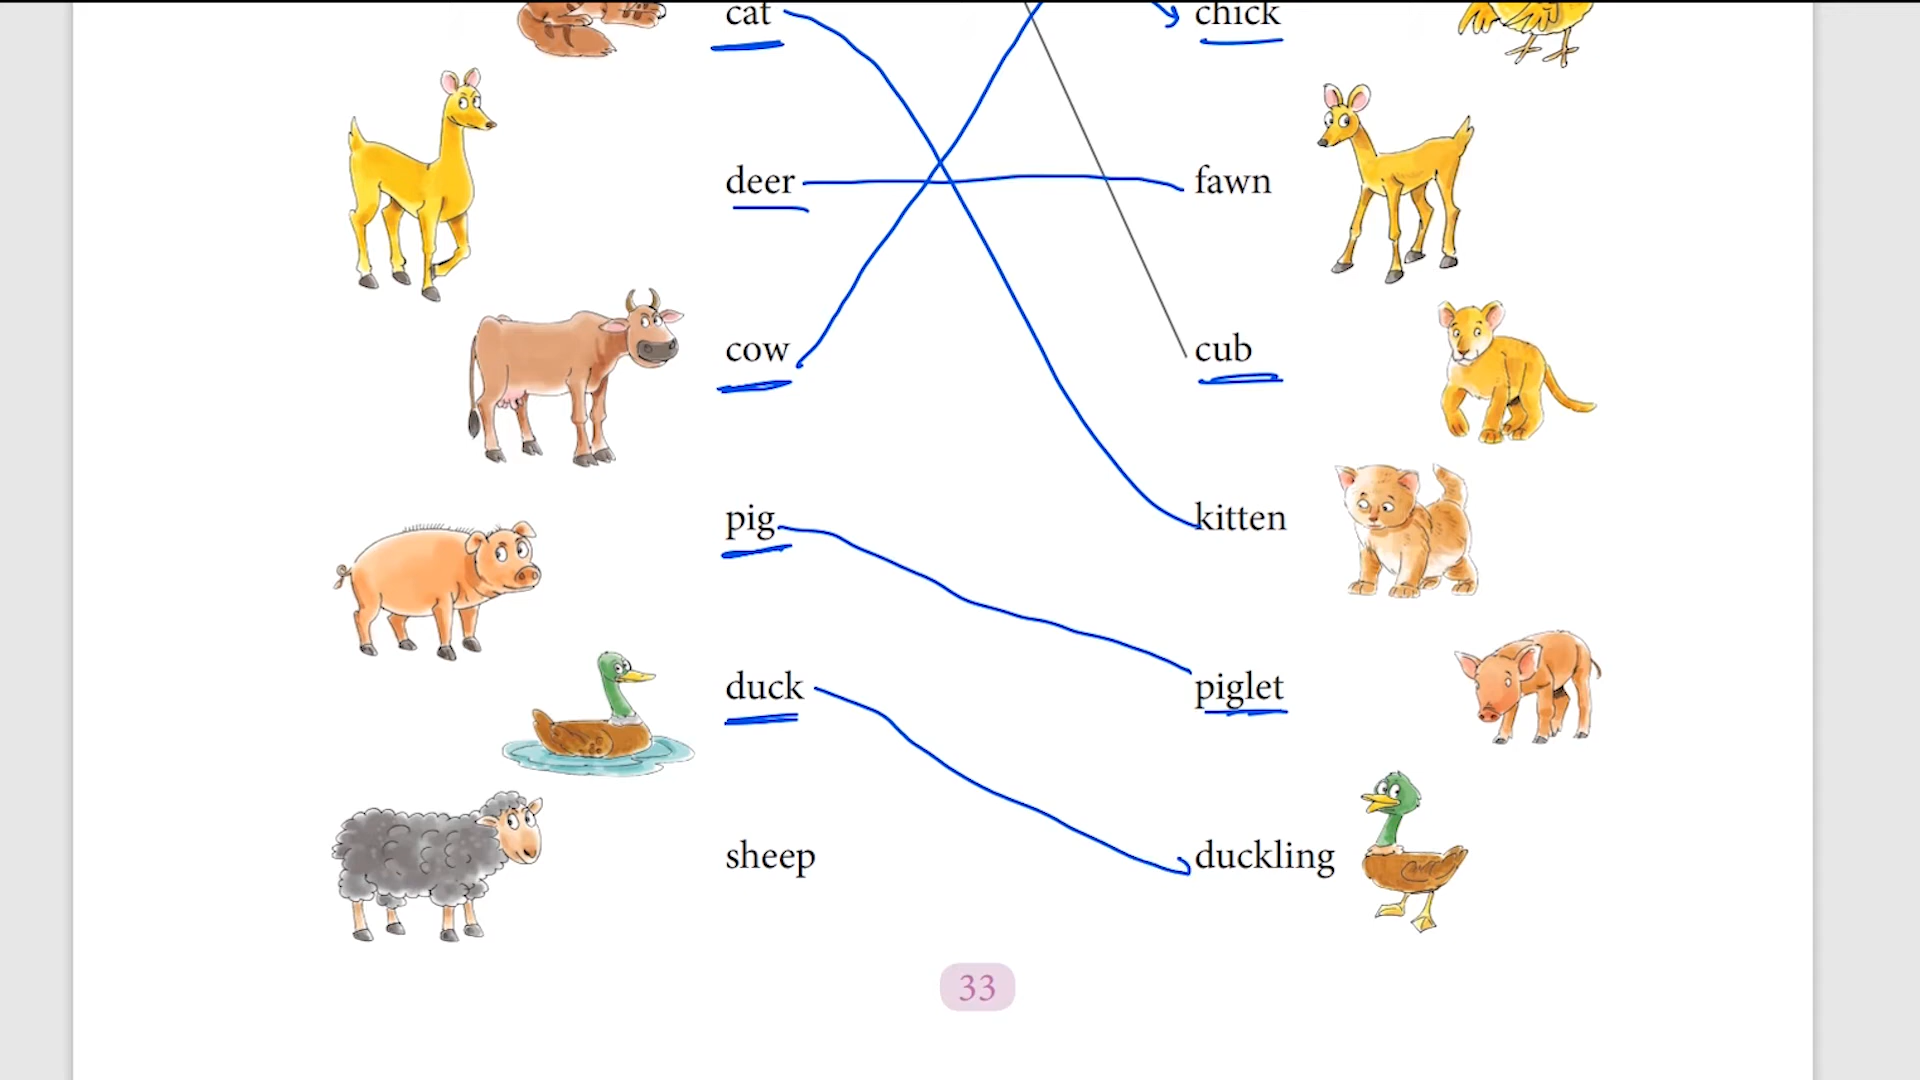 cat chick
deer fawn
cow cub
pig kitten
duck piglet
sheep duckling
33